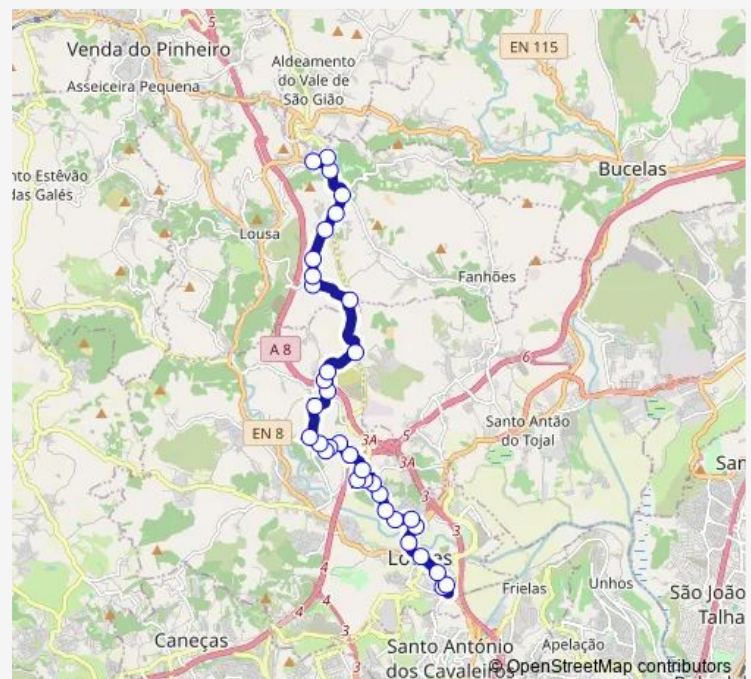 5
EN 115
Venda do Pinheiro
Aldeamento
do Vale de
São Gião
Asseiceira Pequena
Bucelas
nto Estêvão
das Galés
Lousa
Fanhões
A 8
6
EN 8
3A
5
3A
Santo Antão
do Tojal
3
4
3
4
4
3
Frielas
Unhos
São João
Talha
Caneças
Santo António
dos Cavaleiros
Apelação
© OpenStreetMap contributors